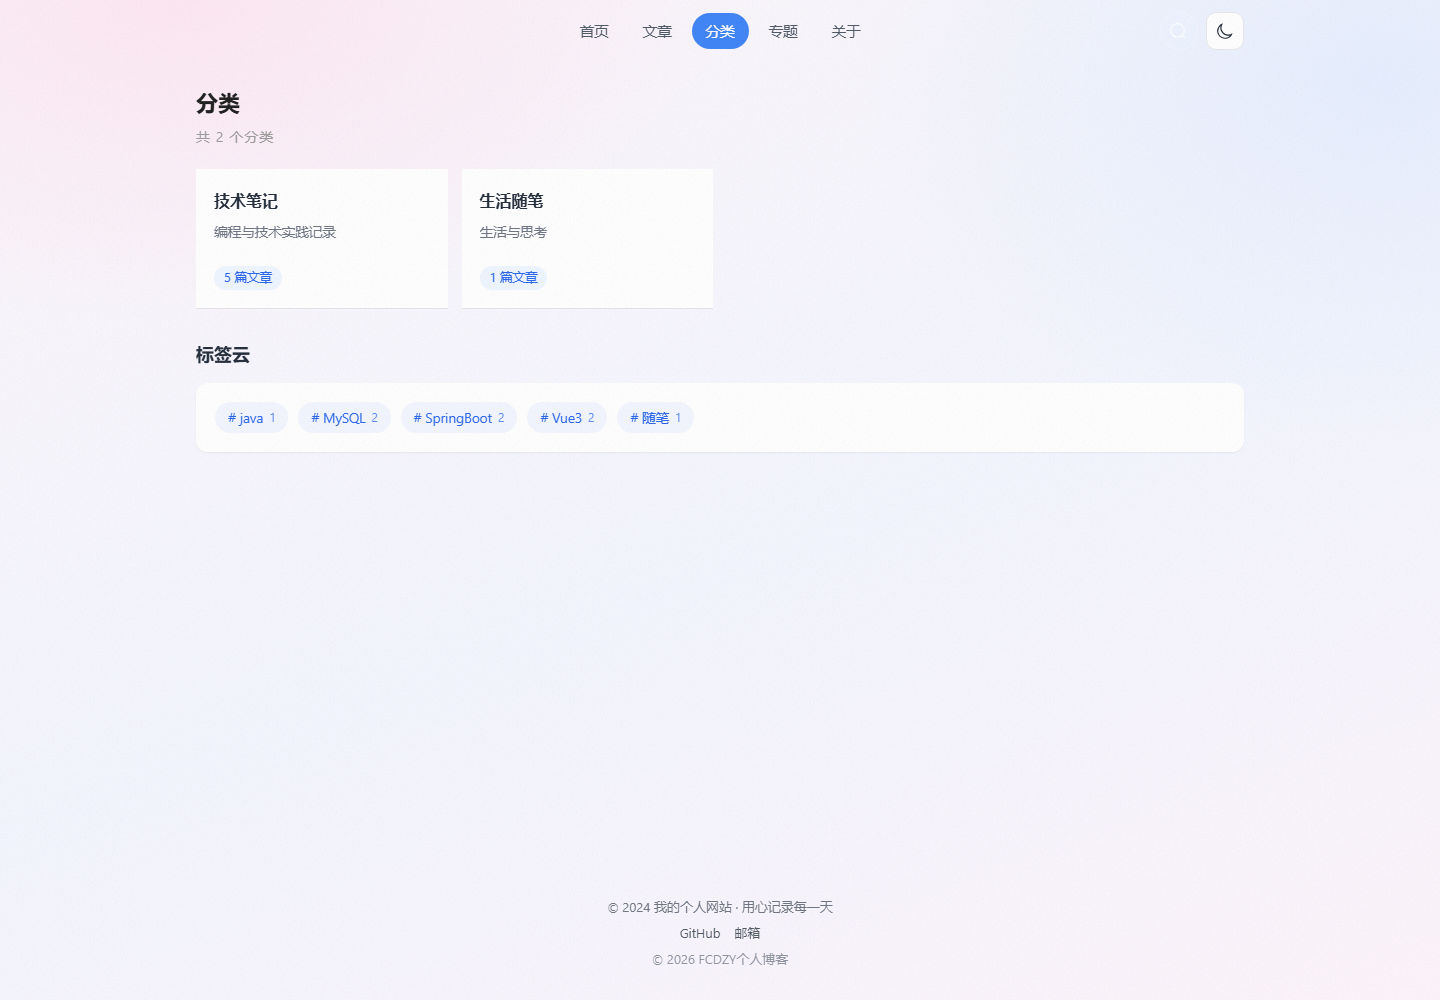 首页 文章 分类 专题 关于
分类
共 2 个分类
技术笔记
编程与技术实践记录
5 篇文章
生活随笔
生活与思考
1 篇文章
标签云
# java 1 # MySQL 2 # SpringBoot 2 # Vue3 2 # 随笔 1
© 2024 我的个人网站 · 用心记录每一天
GitHub 邮箱
© 2026 FCDZY个人博客